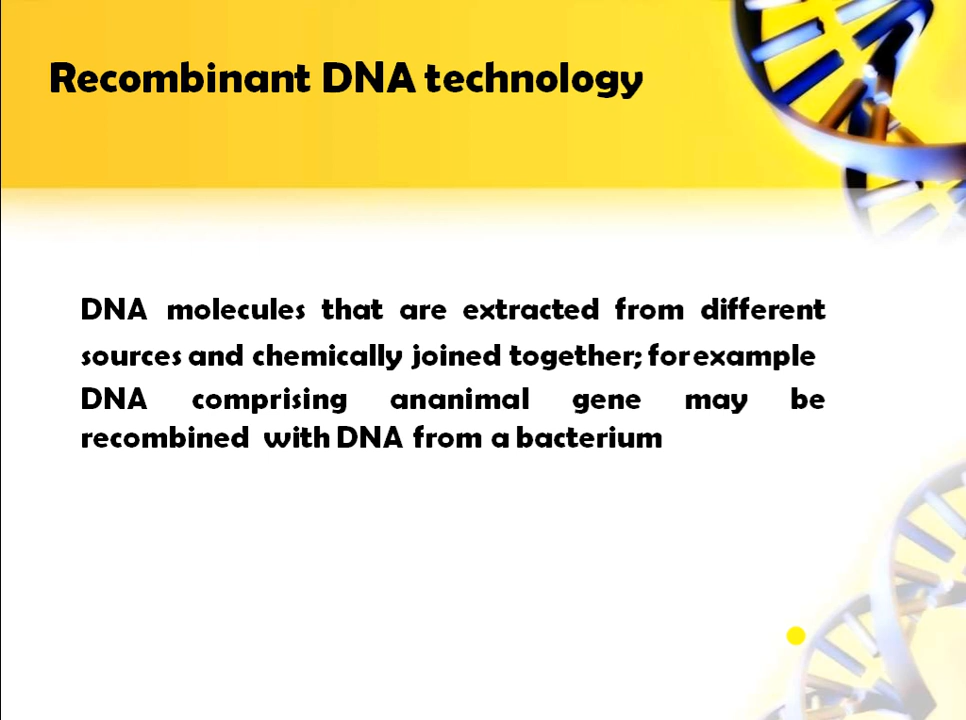 Recombinant DNA technology
DNA molecules that are extracted from different
sources and chemically joined together; forexample
DNA comprising ananimal gene may be
recombined with DNA from a bacterium